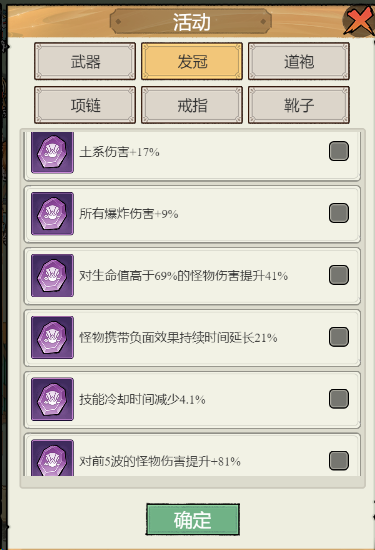 活动
武器 发冠 道袍
项链 戒指 靴子
土系伤害+17%
所有爆炸伤害+9%
对生命值高于69%的怪物伤害提升41%
怪物携带负面效果持续时间延长21%
技能冷却时间减少4.1%
对前5波的怪物伤害提升+81%
确定